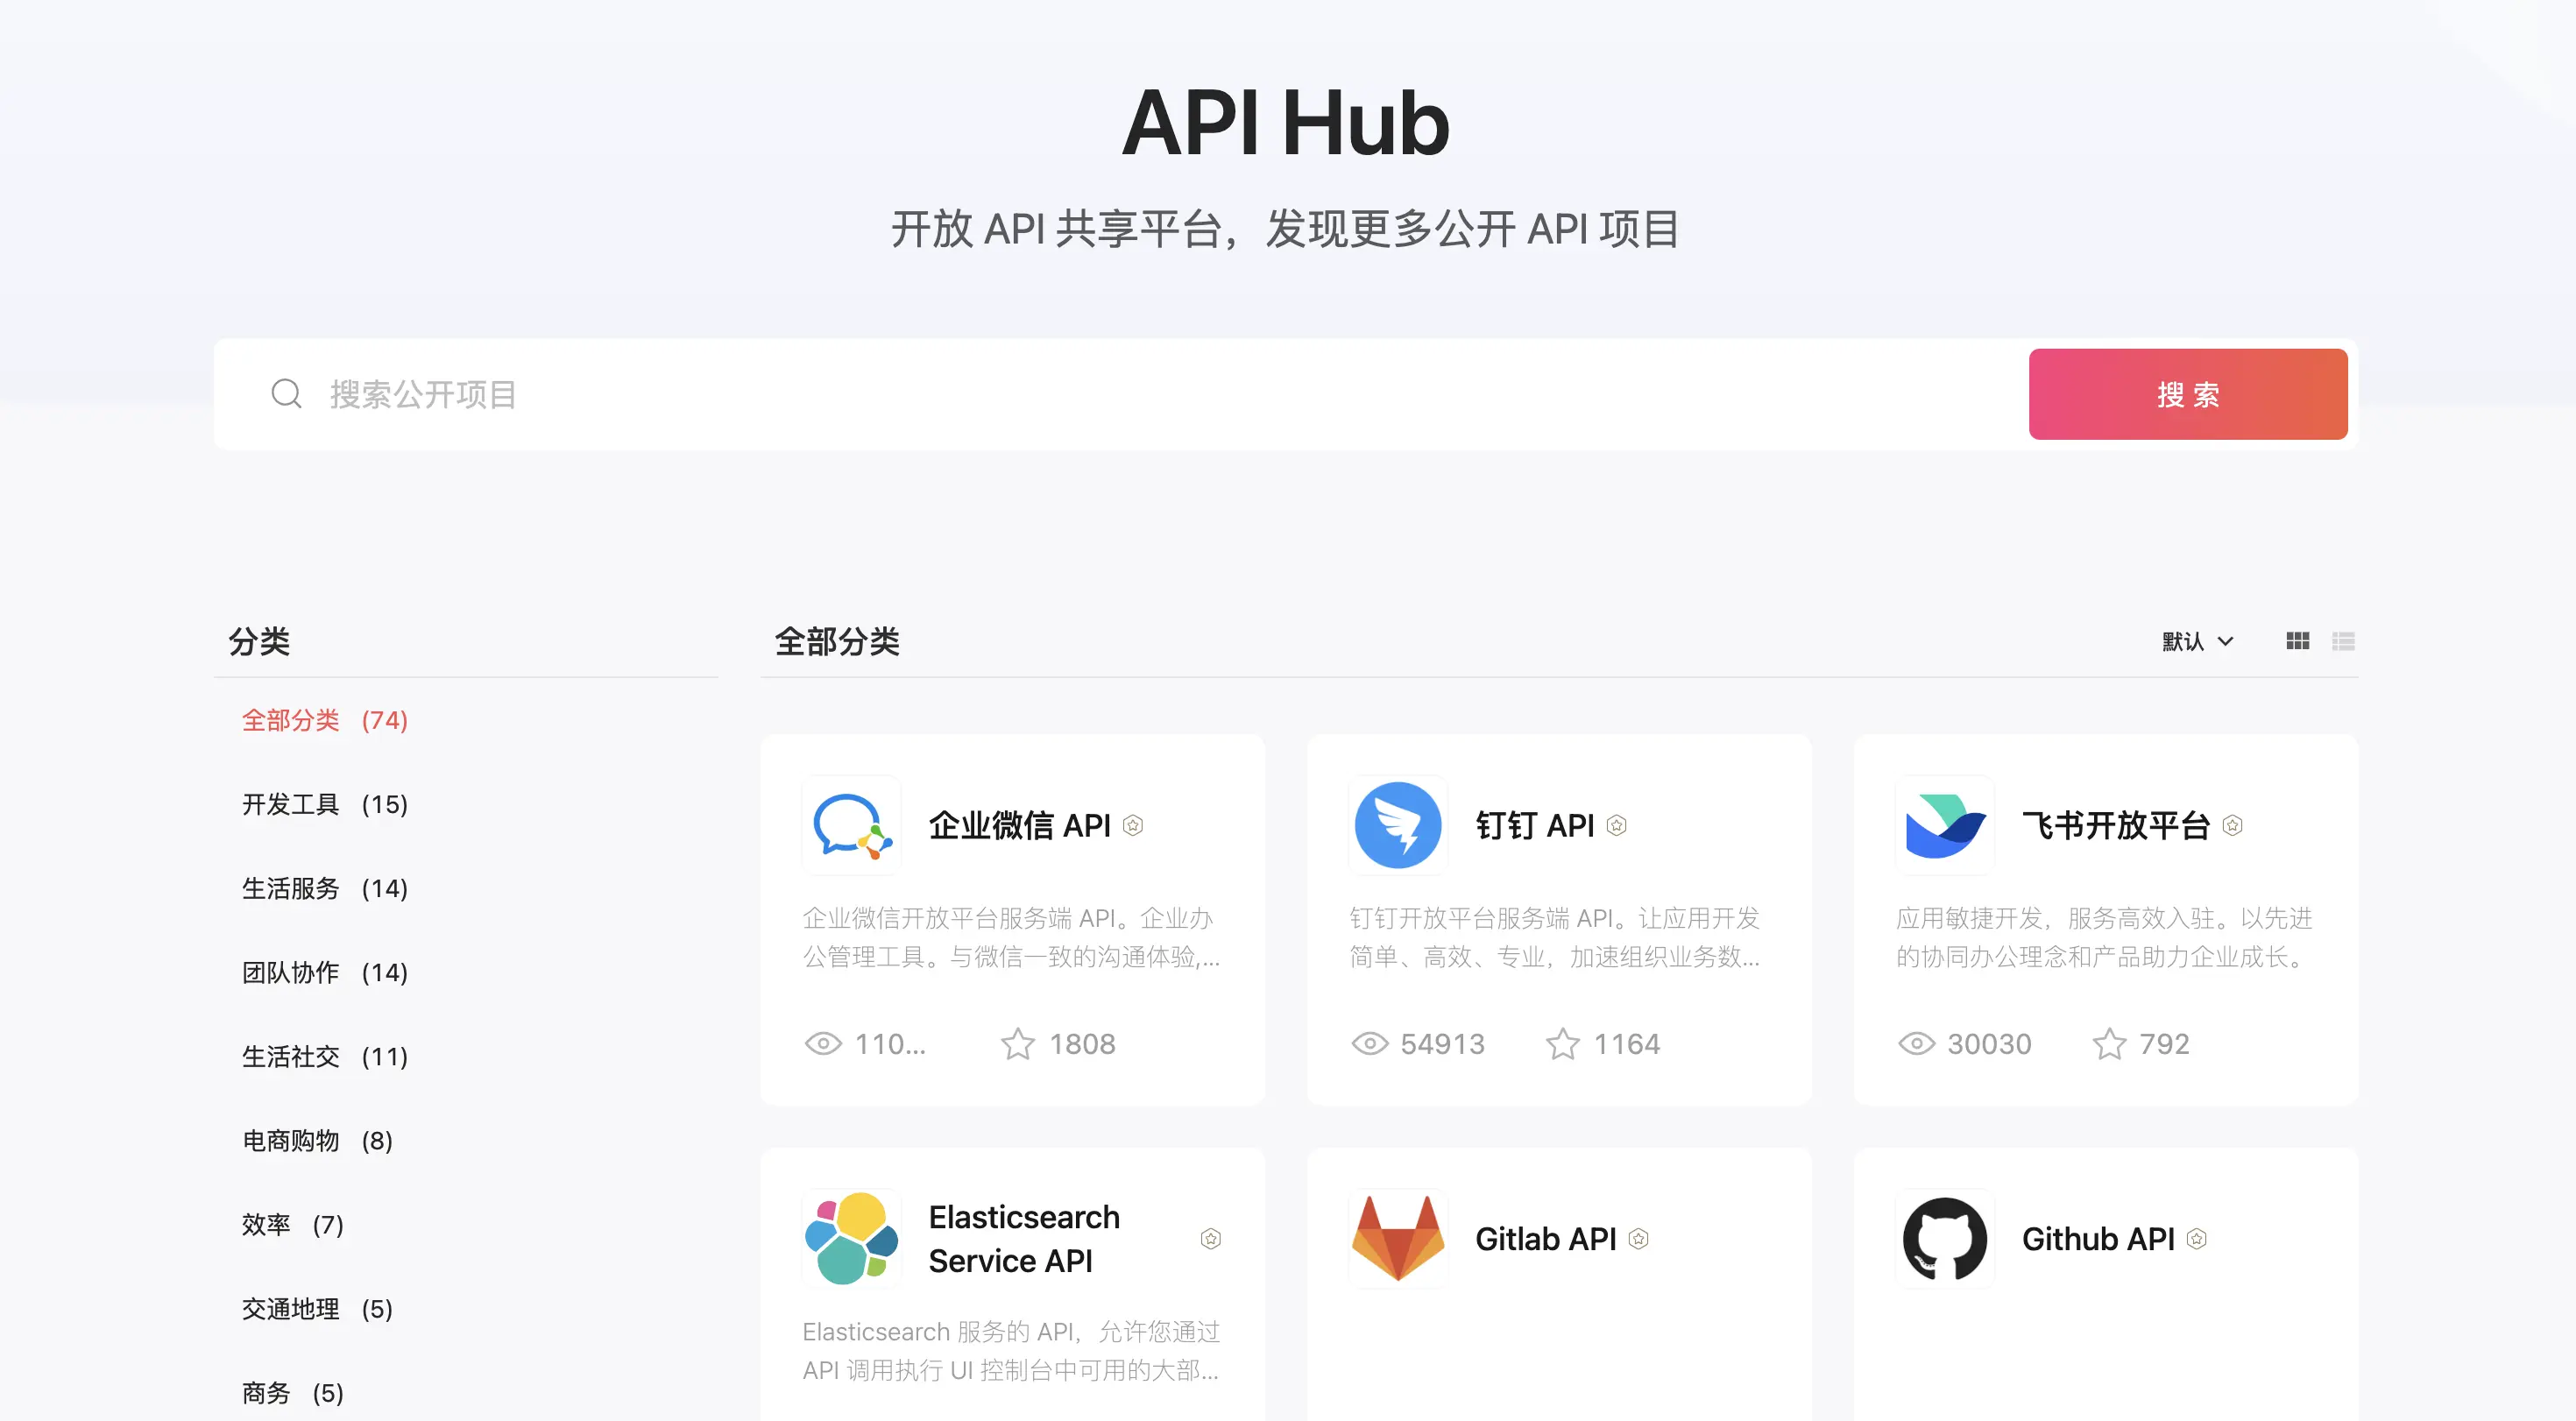 API Hub
开放 API 共享平台，发现更多公开 API 项目
搜索公开项目
搜 索
分类
全部分类 (74)
开发工具 (15)
生活服务 (14)
团队协作 (14)
生活社交 (11)
电商购物 (8)
效率 (7)
交通地理 (5)
商务 (5)
全部分类
默认
企业微信 API
企业微信开放平台服务端 API。企业办
公管理工具。与微信一致的沟通体验,...
110...
1808
钉钉 API
钉钉开放平台服务端 API。让应用开发
简单、高效、专业，加速组织业务数...
54913
1164
飞书开放平台
应用敏捷开发，服务高效入驻。以先进
的协同办公理念和产品助力企业成长。
30030
792
Elasticsearch
Service API
Elasticsearch 服务的 API，允许您通过
API 调用执行 UI 控制台中可用的大部...
Gitlab API
Github API